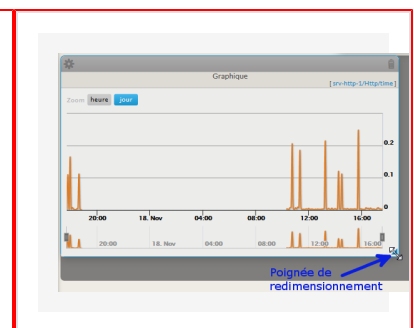 Graphique
[ srv-http-1/Http/time ]
Zoom heure jour
0.2
0.1
0
20:00 18. Nov 04:00 08:00 12:00 16:00
20:00 18. Nov 04:00 08:00 12:00 16:00
Poignée de
redimensionnement